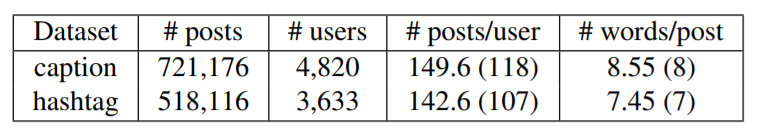 Dataset # posts # users # posts/user # words/post
caption 721,176 4,820 149.6 (118) 8.55 (8)
hashtag 518,116 3,633 142.6 (107) 7.45 (7)